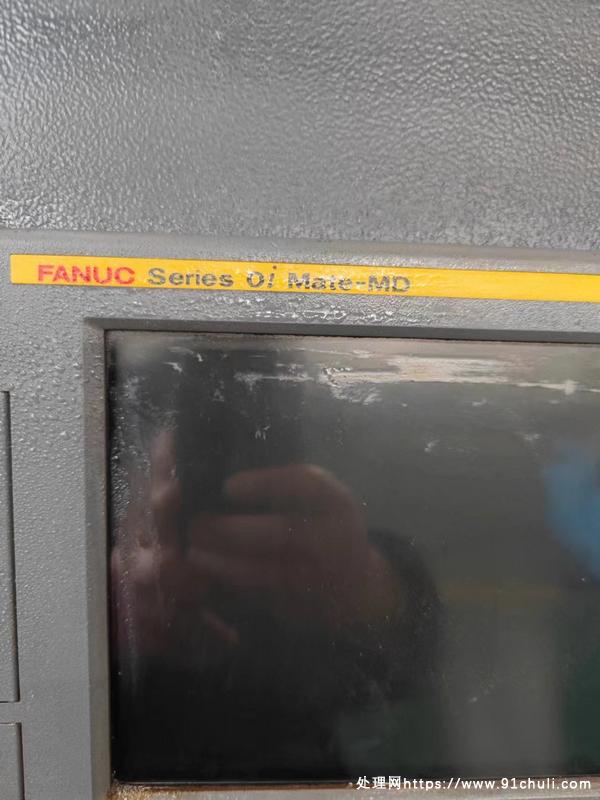 FANUC Series 0i Mate-MD
处理网https://www.91chuli.com